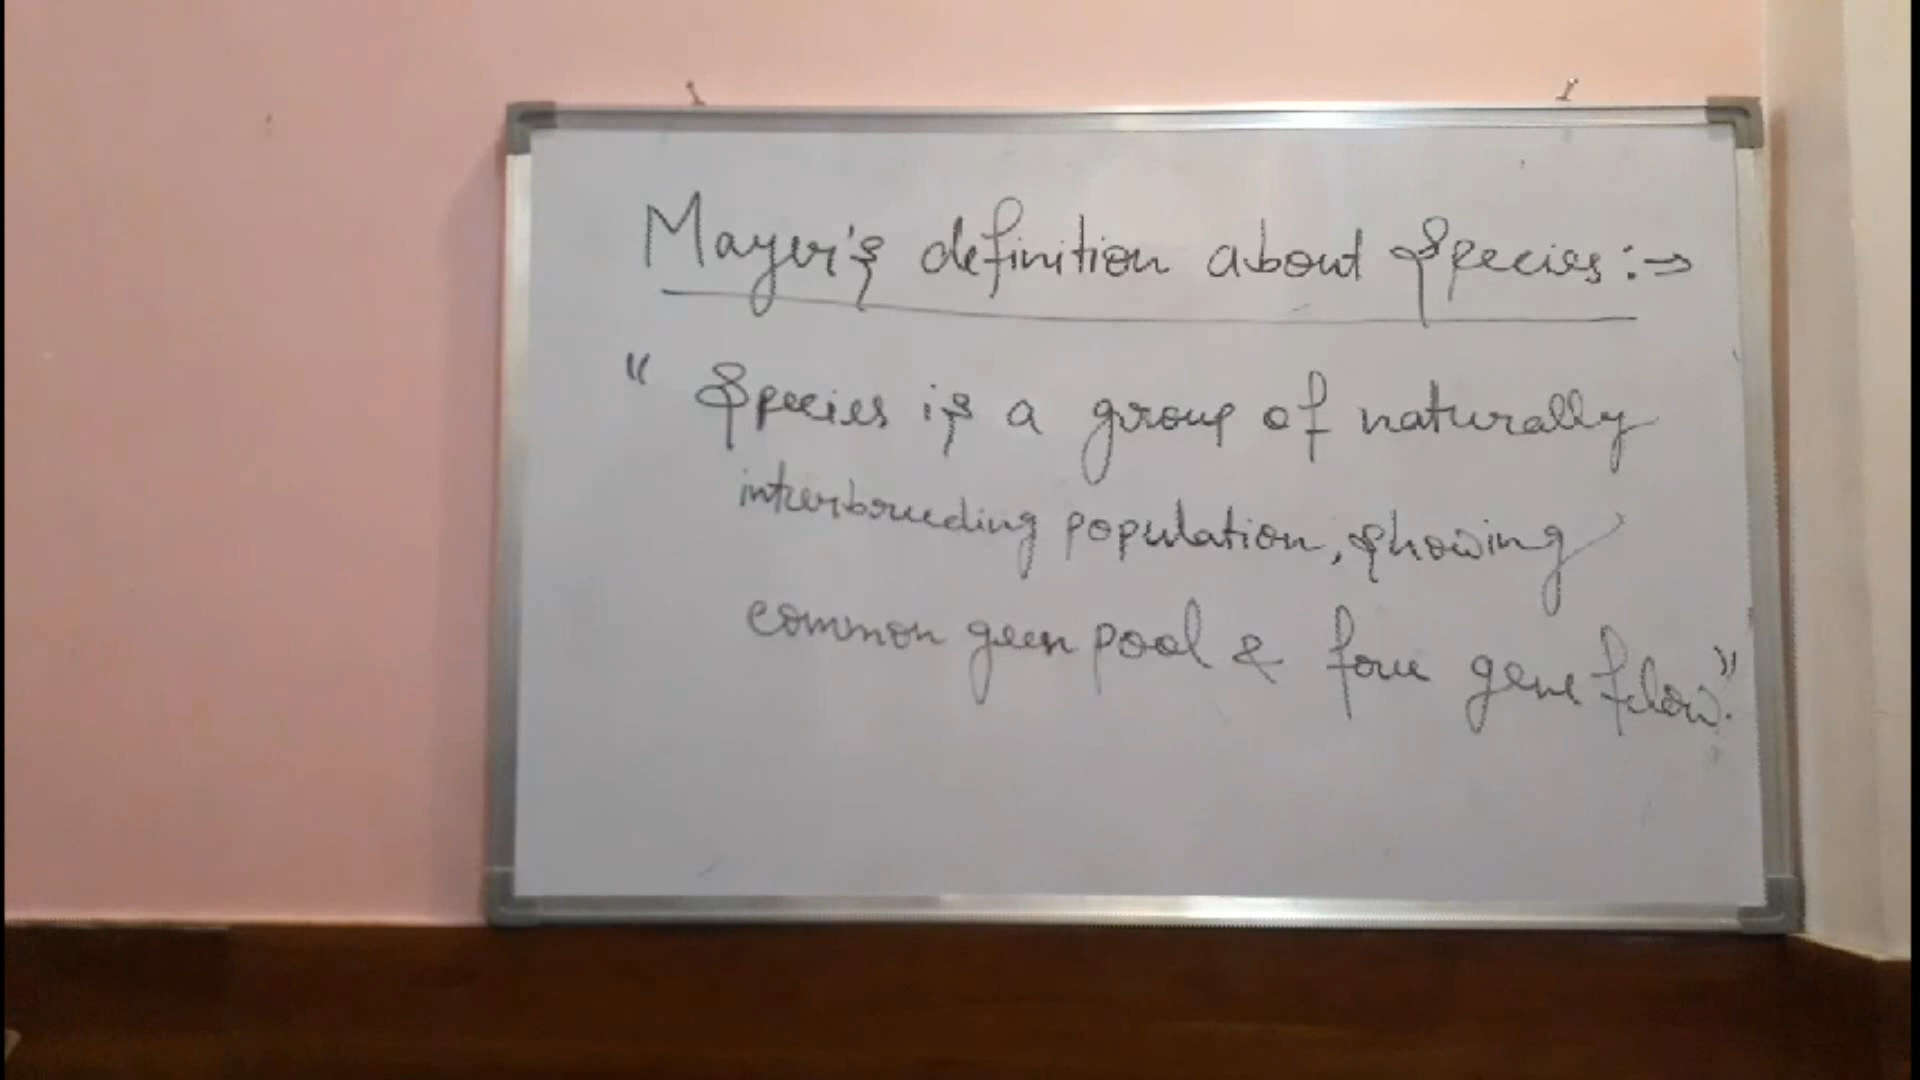 Mayer's definition about Species:→
" Species is a group of naturally
interbreeding population, showing
common geen pool & free gene flow."